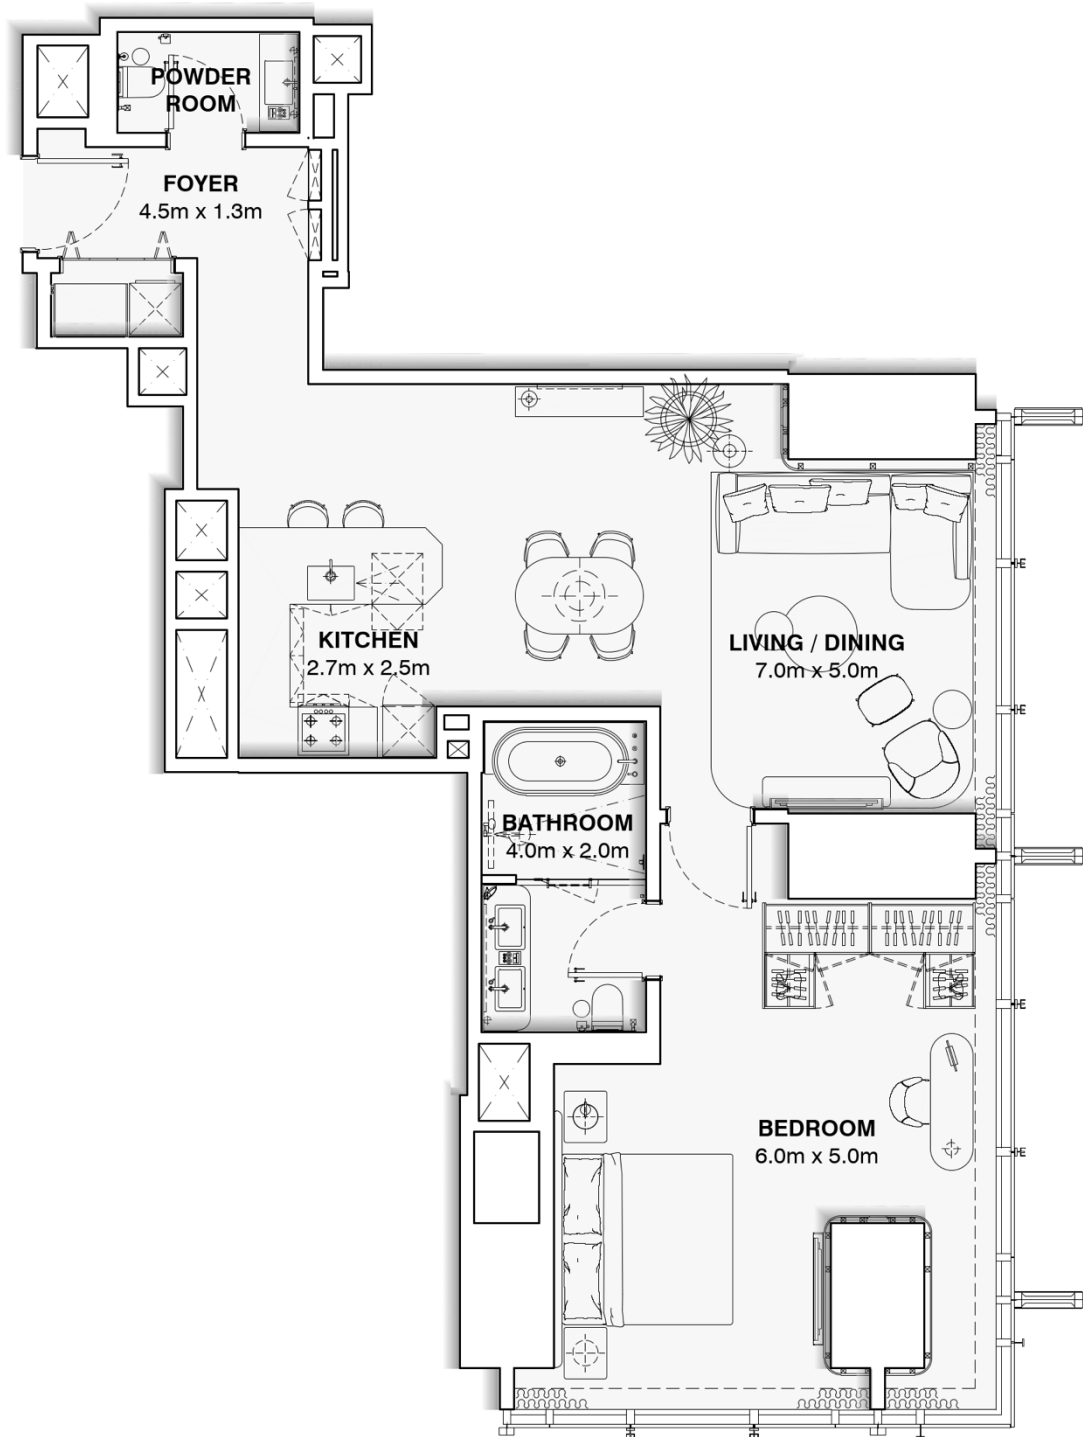 POWDER
ROOM
FOYER
4.5m x 1.3m
KITCHEN
2.7m x 2.5m
LIVING / DINING
7.0m x 5.0m
BATHROOM
4.0m x 2.0m
BEDROOM
6.0m x 5.0m